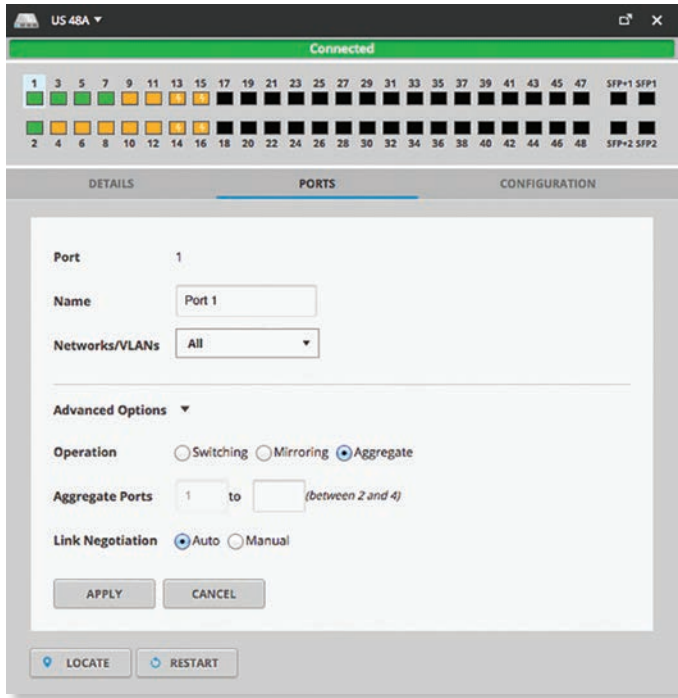 US 48A
Connected
1 3 5 7 9 11 13 15 17 19 21 23 25 27 29 31 33 35 37 39 41 43 45 47 SFP+1 SFP1
2 4 6 8 10 12 14 16 18 20 22 24 26 28 30 32 34 36 38 40 42 44 46 48 SFP+2 SFP2
DETAILS PORTS CONFIGURATION
Port 1
Name Port 1
Networks/VLANs All
Advanced Options
Operation Switching Mirroring Aggregate
Aggregate Ports 1 to (between 2 and 4)
Link Negotiation Auto Manual
APPLY CANCEL
LOCATE RESTART